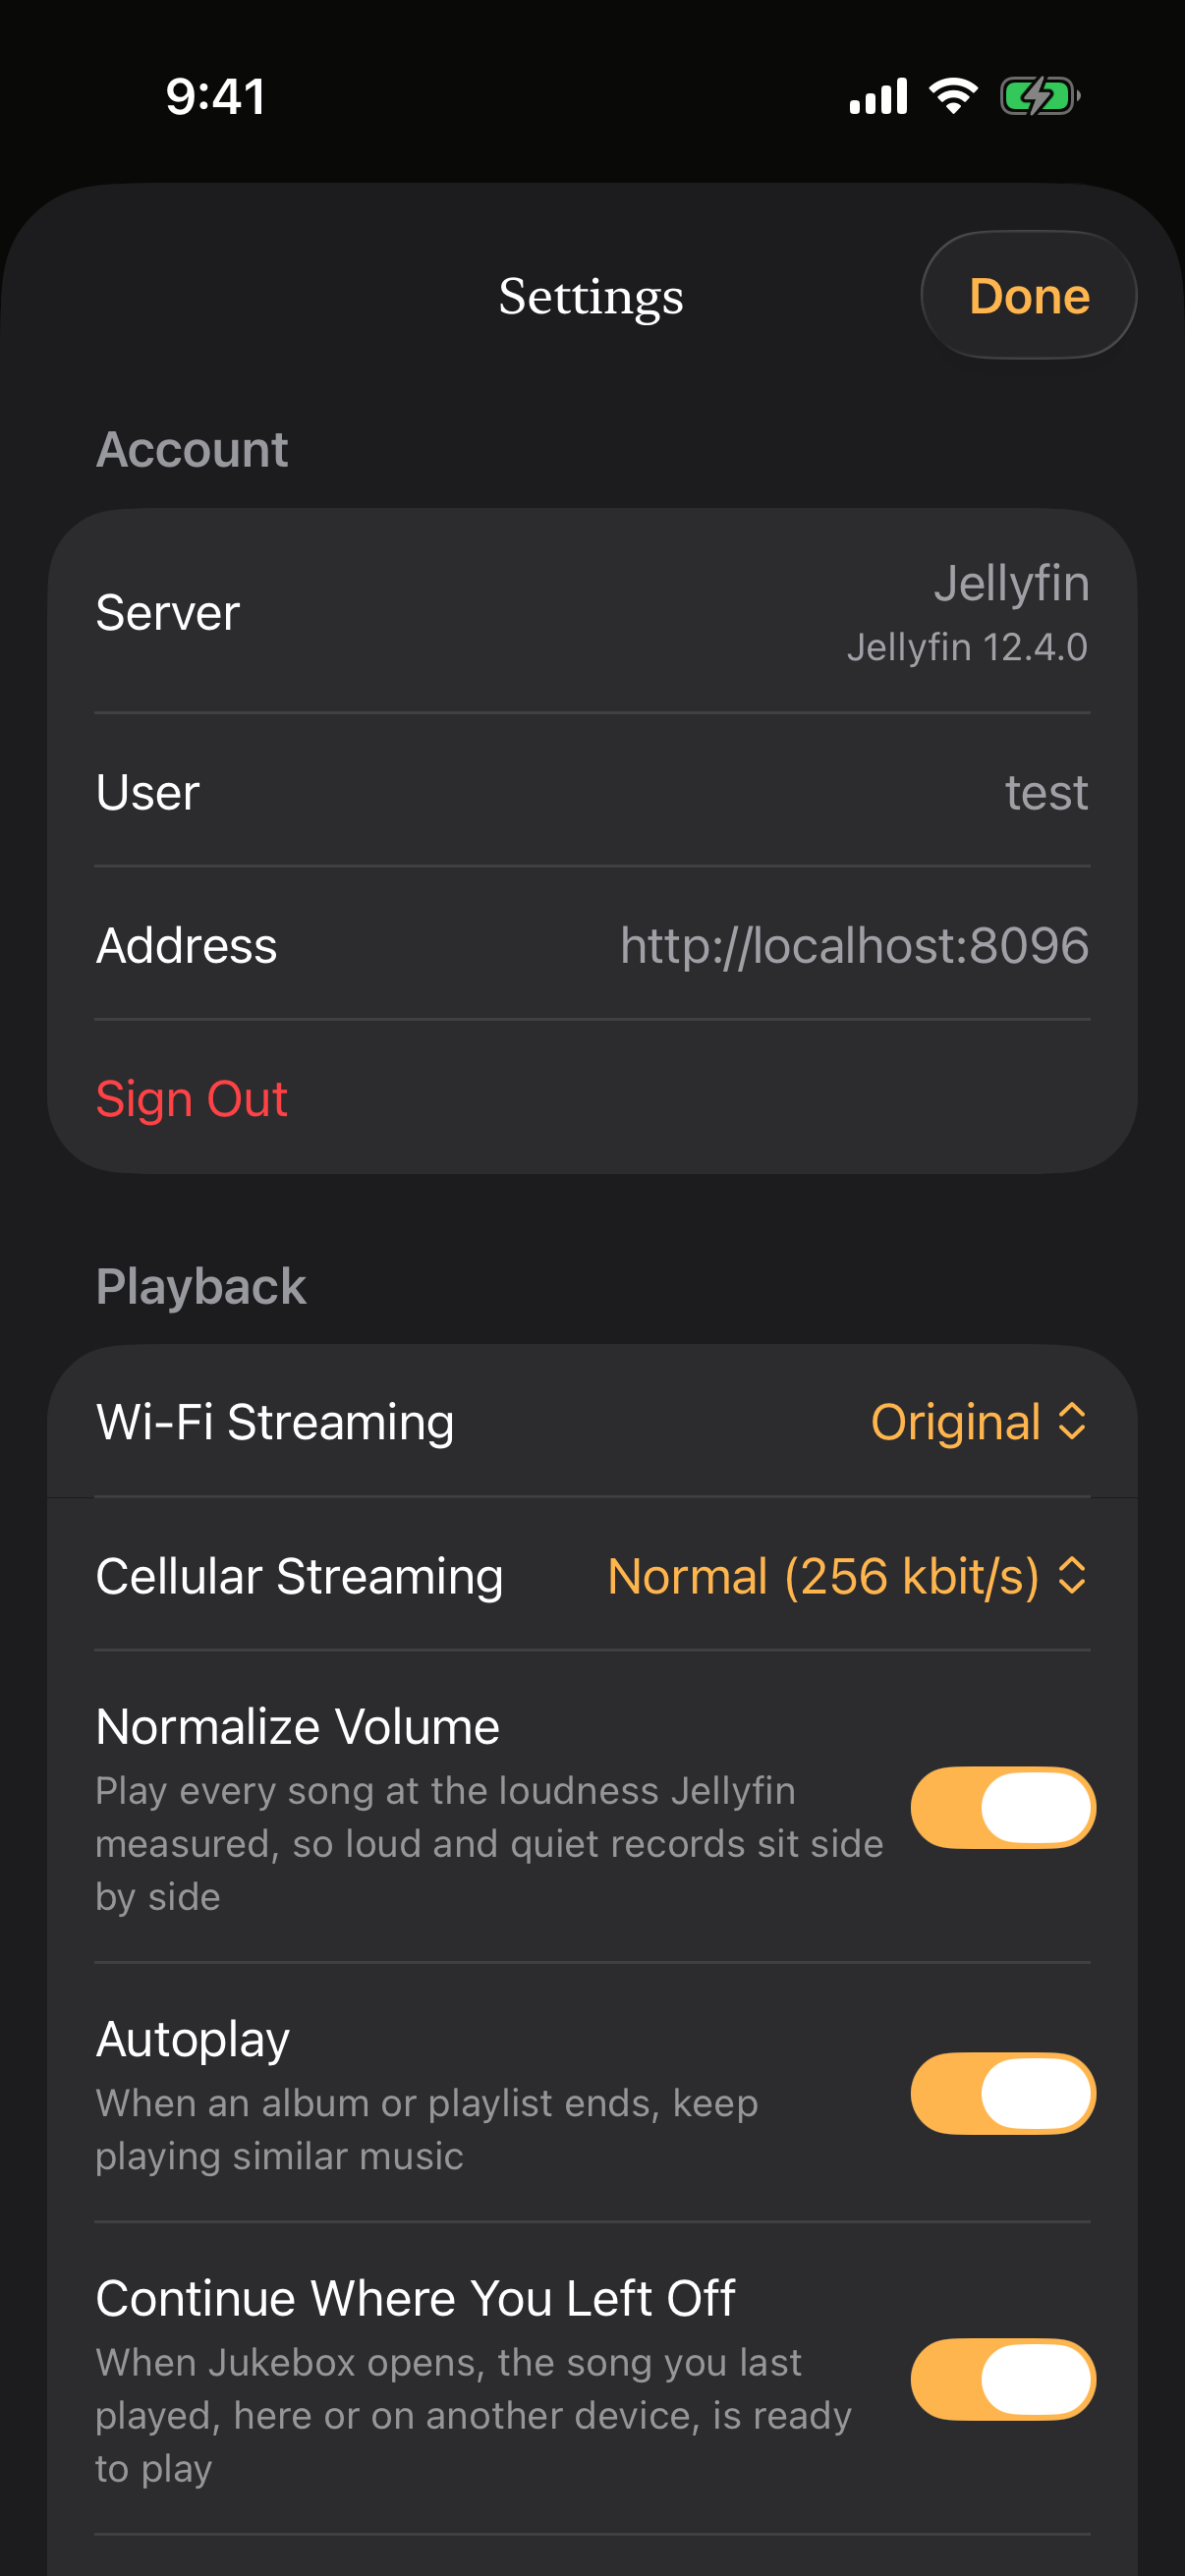 9:41
Settings
Done
Account
Server
Jellyfin
Jellyfin 12.4.0
User
test
Address
http://localhost:8096
Sign Out
Playback
Wi-Fi Streaming
Original
Cellular Streaming
Normal (256 kbit/s)
Normalize Volume
Play every song at the loudness Jellyfin
measured, so loud and quiet records sit side
by side
Autoplay
When an album or playlist ends, keep
playing similar music
Continue Where You Left Off
When Jukebox opens, the song you last
played, here or on another device, is ready
to play